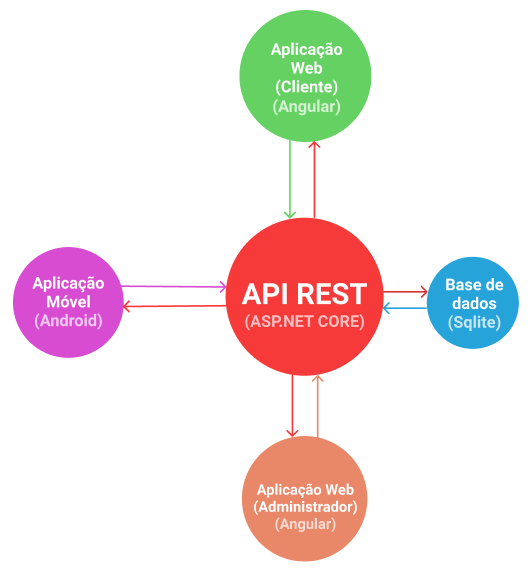 Aplicação
Web
(Cliente)
(Angular)
Aplicação
Móvel
(Android)
API REST
(ASP.NET CORE)
Base de
dados
(Sqlite)
Aplicação Web
(Administrador)
(Angular)